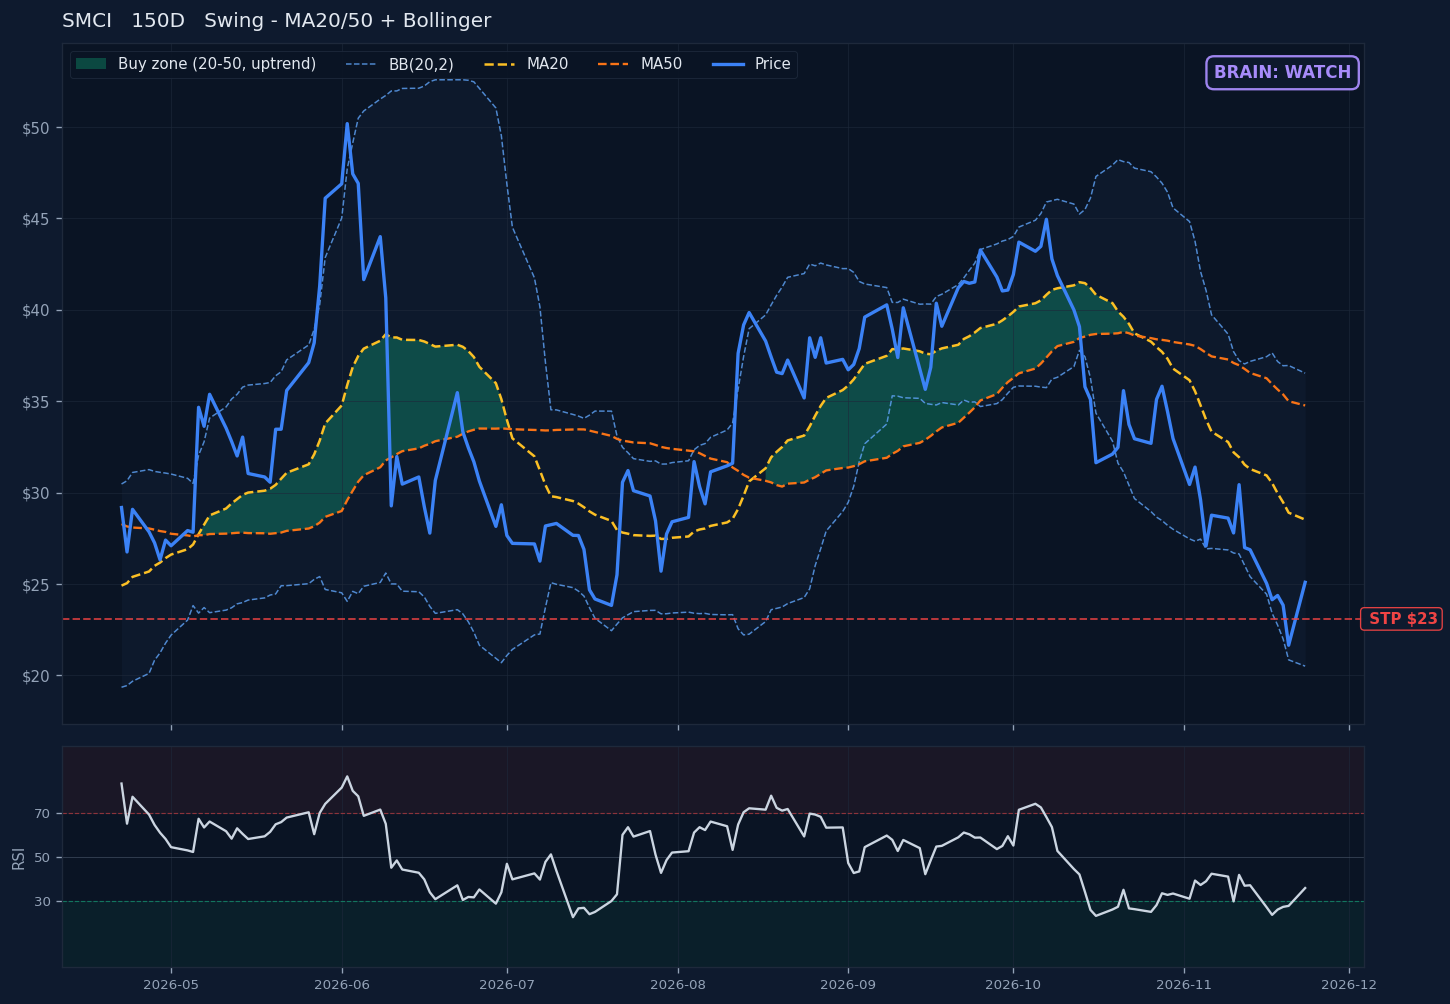 SMCI   150D   Swing - MA20/50 + Bollinger
Buy zone (20-50, uptrend)   BB(20,2)   MA20   MA50   Price
BRAIN: WATCH
$50
$45
$40
$35
$30
$25
STP $23
$20
RSI
70
50
30
2026-05   2026-06   2026-07   2026-08   2026-09   2026-10   2026-11   2026-12